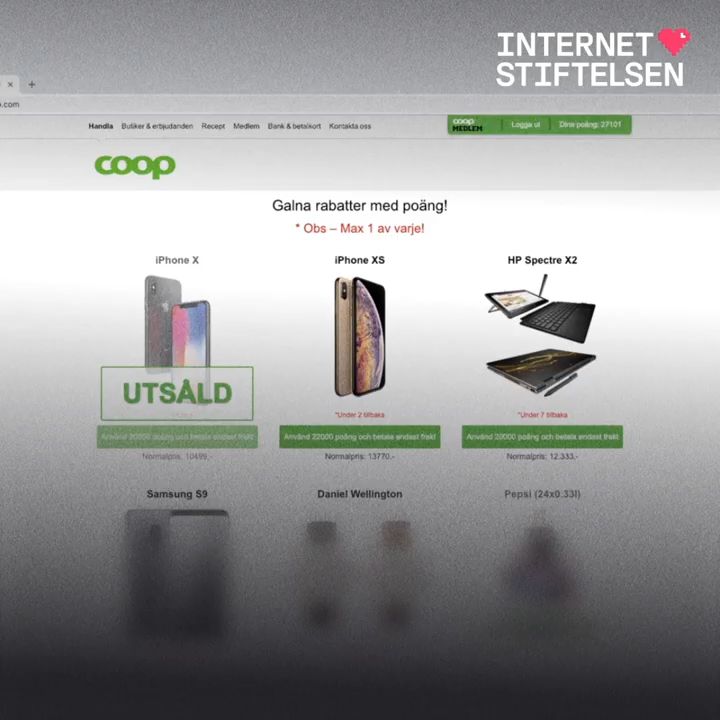 INTERNET
STIFTELSEN
.com
Handla Butiker & erbjudanden Recept Medlem Bank & betalkort Kontakta oss
coop MEDLEM Logga ut Dina poäng: 27101
coop
Galna rabatter med poäng!
* Obs – Max 1 av varje!
iPhone X iPhone XS HP Spectre X2
UTSÅLD
*Under 2 tilbaka *Under 7 tilbaka
Använd 20000 poäng och betala endast frakt Använd 22000 poäng och betala endast frakt Använd 20000 poäng och betala endast frakt
Normalpris: 10499,- Normalpris: 13770.- Normalpris: 12.333.-
Samsung S9 Daniel Wellington Pepsi (24x0.33l)